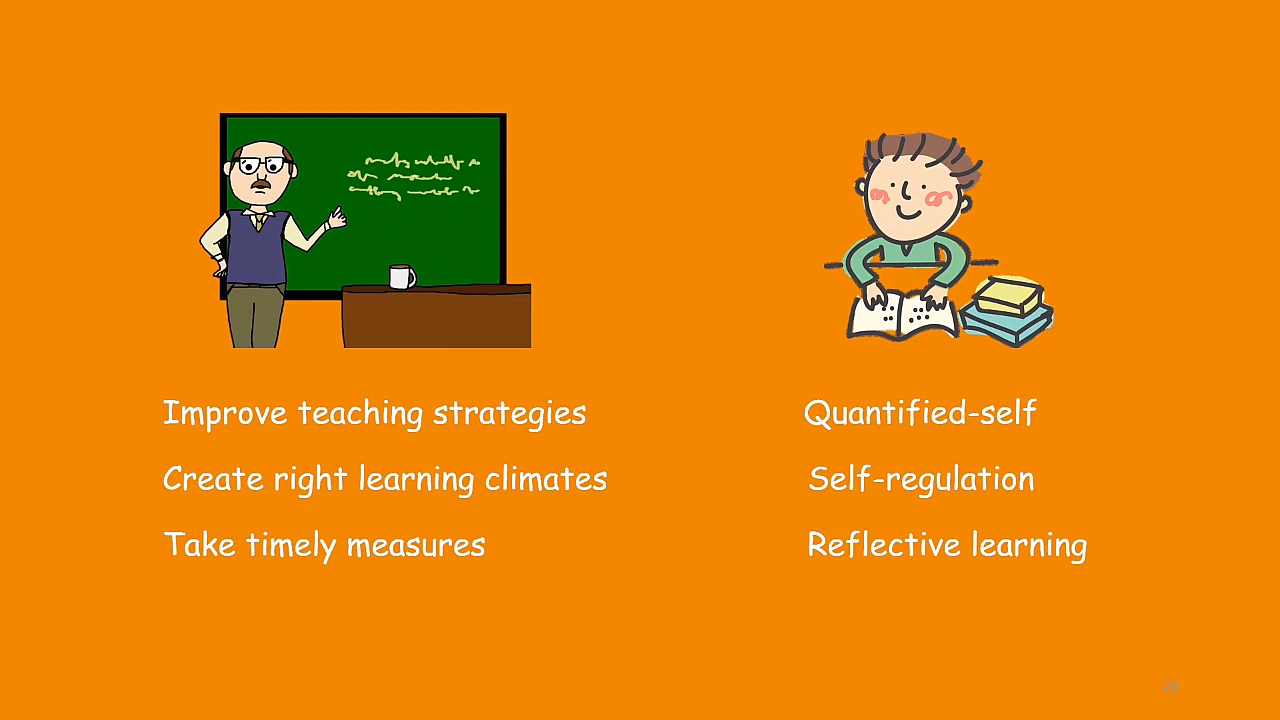 Improve teaching strategies
Create right learning climates
Take timely measures
Quantified-self
Self-regulation
Reflective learning